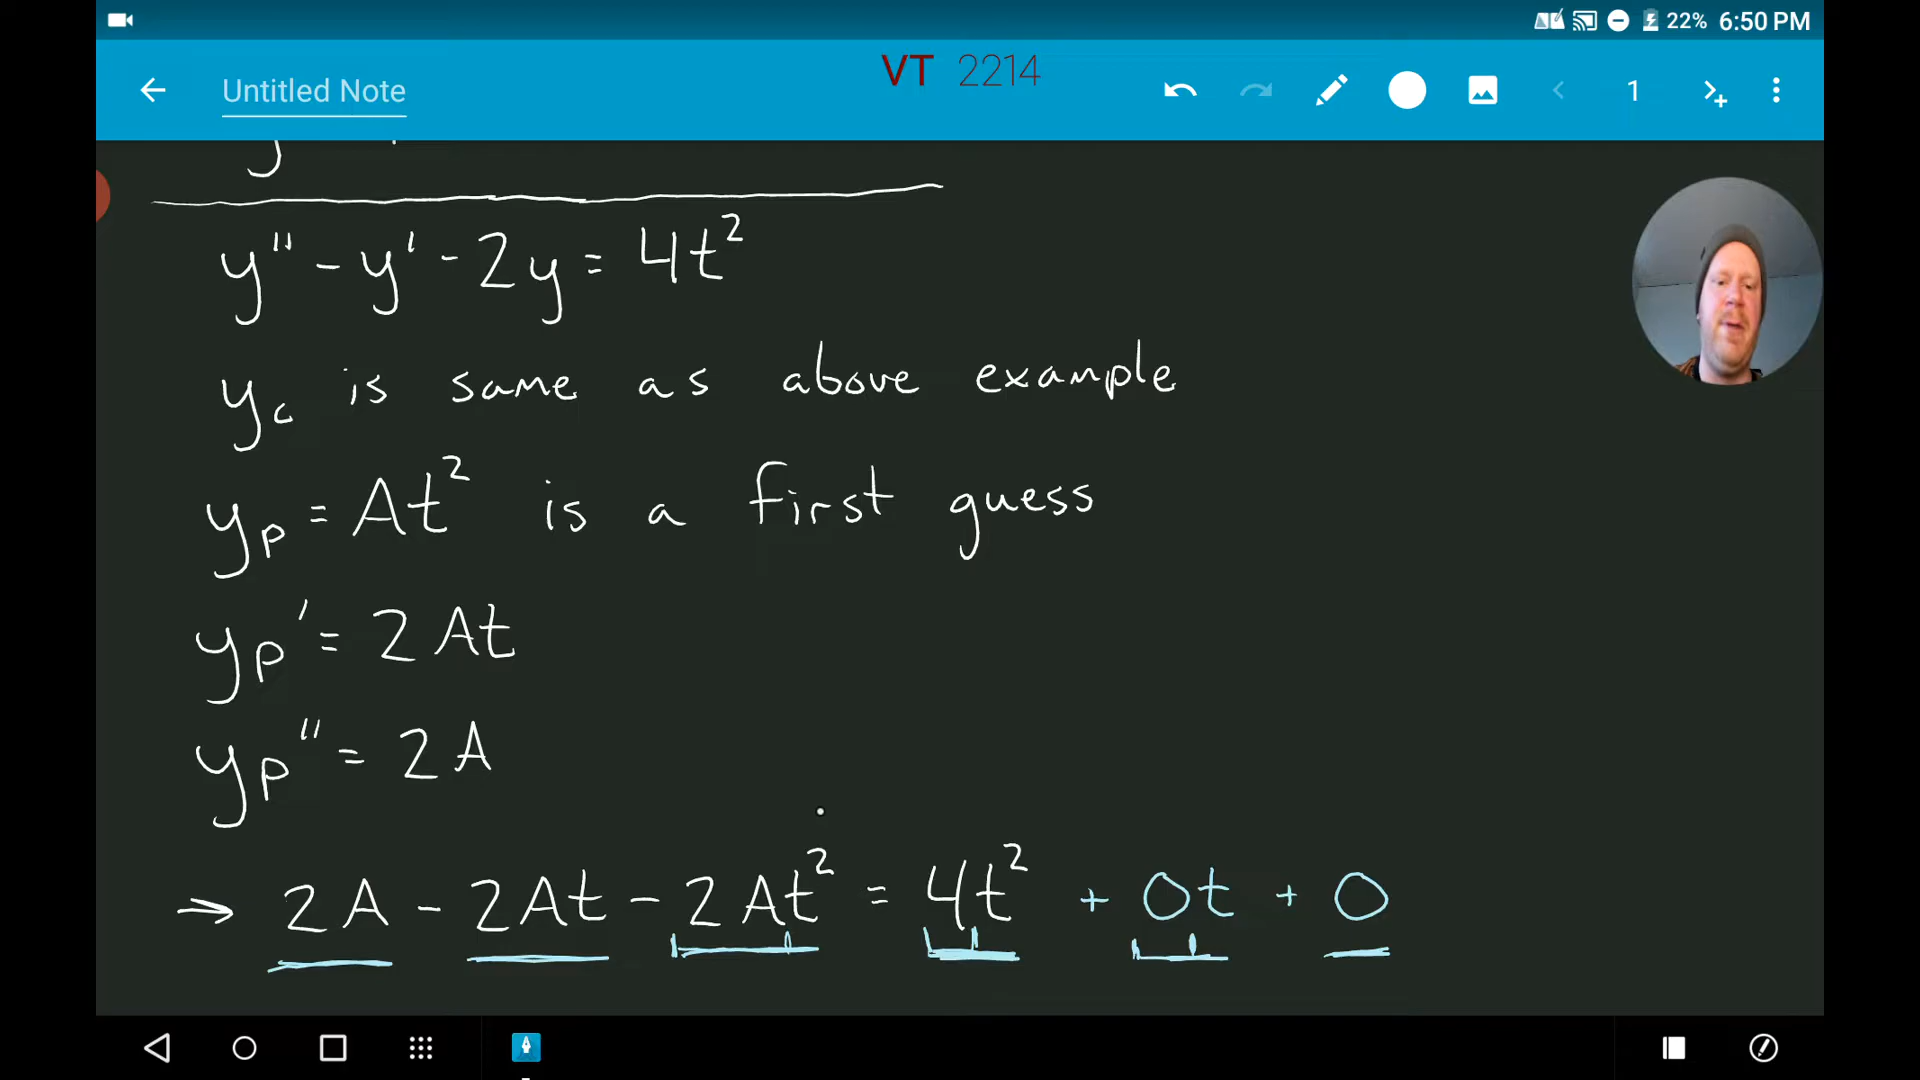 22% 6:50 PM
Untitled Note
VT 2214
1
y'' - y' - 2y = 4t²
y_c is same as above example
y_p = At² is a first guess
y_p' = 2At
y_p'' = 2A
→ 2A - 2At - 2At² = 4t² + 0t + 0